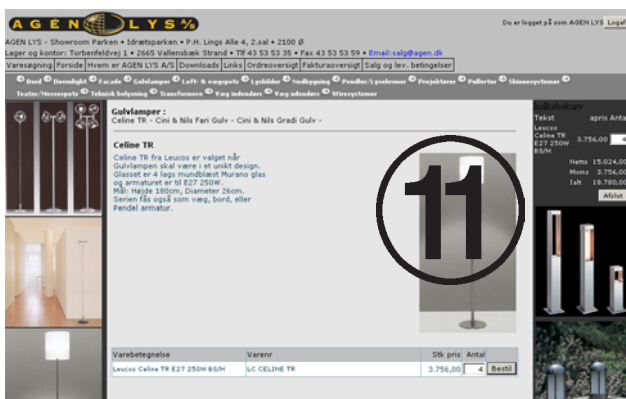 AGEN LYS A/S
Du er logget på som AGEN LYS Logaf
AGEN LYS - Showroom Parken • Idrætsparken • P.H. Lings Alle 4, 2.sal • 2100 Ø
Lager og kontor: Torbenfeldvej 1 • 2665 Vallensbæk Strand • Tlf 43 53 53 35 • Fax 43 53 53 59 • Email:salg@agen.dk
Varesøgning Forside Hvem er AGEN LYS A/S Downloads Links Ordreoversigt Fakturaoversigt Salg og lev. betingelser
Bord Downlight Facade Gulvlamper Loft- & vægspots Lyskilder Nedbygning Pendler/Lysekroner Projektører Pullerter Skinnesystemer
Teater/Messespots Teknisk belysning Transformere Væg indendørs Væg udendørs Wiresystemer
Gulvlamper :
Celine TR - Cini & Nils Fari Gulv - Cini & Nils Gradi Gulv -
Celine TR
Celine TR fra Leucos er valget når
Gulvlampen skal være i et unikt design.
Glasset er 4 lags mundblæst Murano glas
og armaturet er til E27 250W.
Mål: Højde 180cm, Diameter 26cm.
Serien fås også som væg, bord, eller
Pendel armatur.
11
Varebetegnelse Varenr Stk pris Antal
Leucos Celine TR E27 250W BS/H LC CELINE TR 3.756,00 4 Bestil
Indkøbskurv
Tekst apris Anta
Leucos
Celine TR
E27 250W
BS/H
3.756,00 4
Netto 15.024,00
Moms 3.756,00
Ialt 18.780,00
Afslut